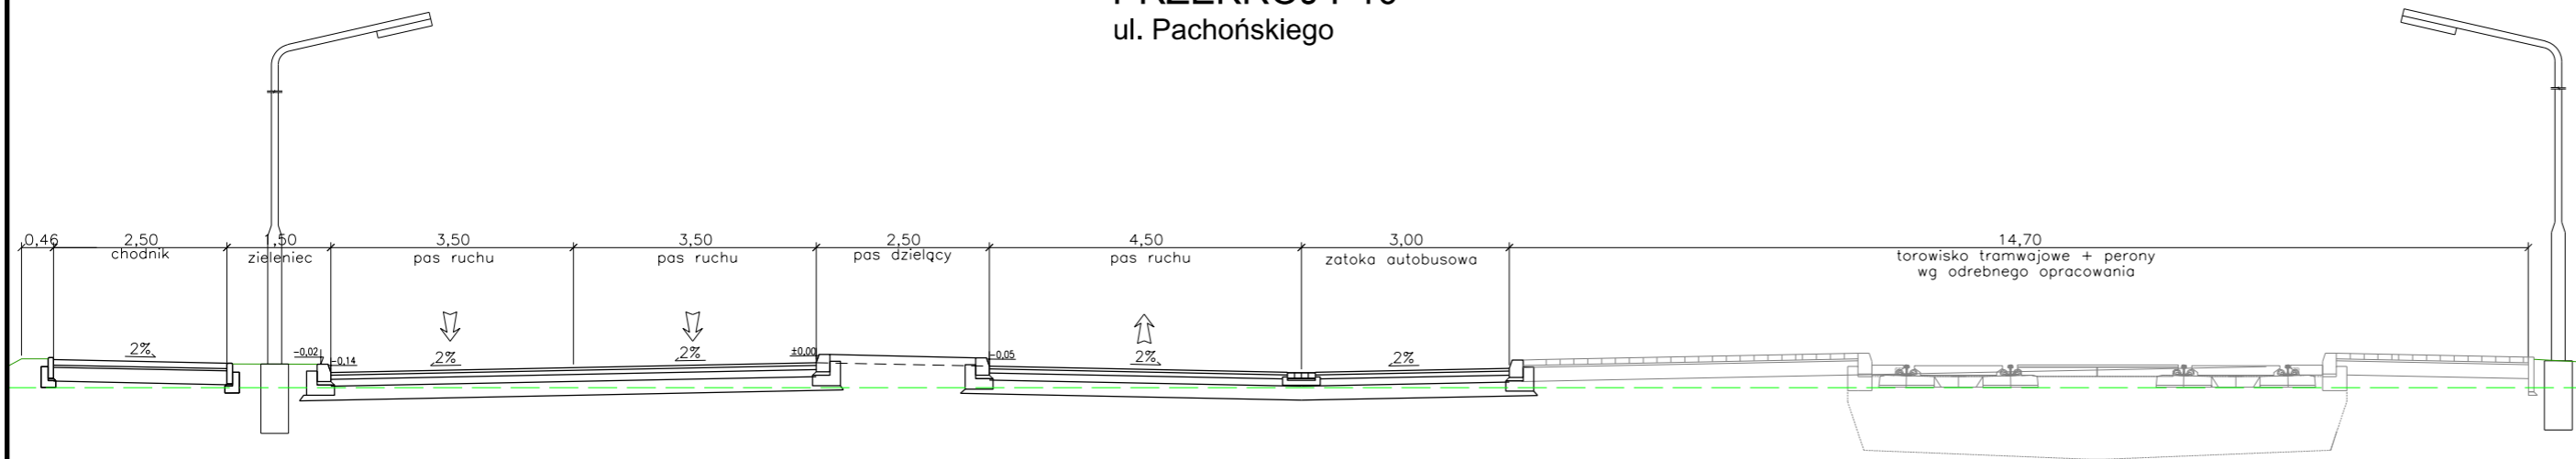 ul. Pachońskiego
0,46 2,50 1,50 3,50 3,50 2,50 4,50 3,00 14,70
chodnik zieleniec pas ruchu pas ruchu pas dzielący pas ruchu zatoka autobusowa torowisko tramwajowe + perony
wg odrebnego opracowania
2% -0,02 -0,14 2% 2% ±0,00 -0,05 2% 2%